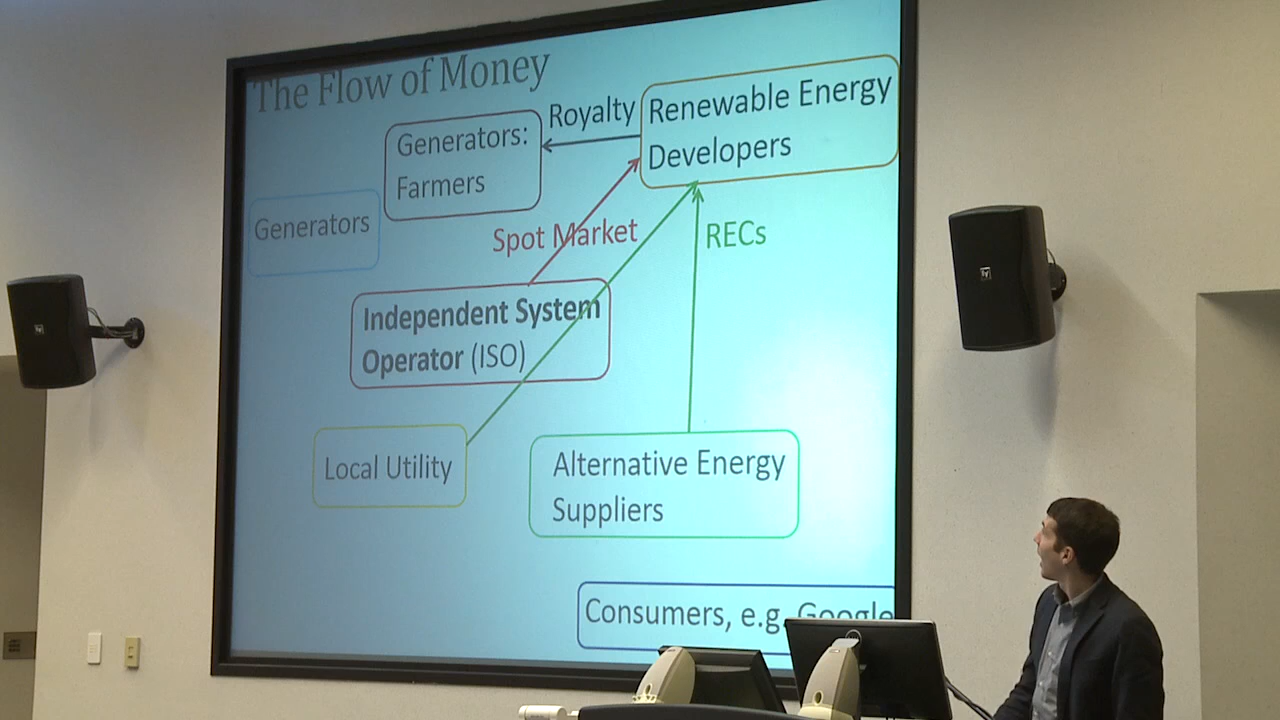 The Flow of Money
Generators:
Farmers
Royalty
Renewable Energy
Developers
Generators
Spot Market
RECs
Independent System
Operator (ISO)
Local Utility
Alternative Energy
Suppliers
Consumers, e.g. Google